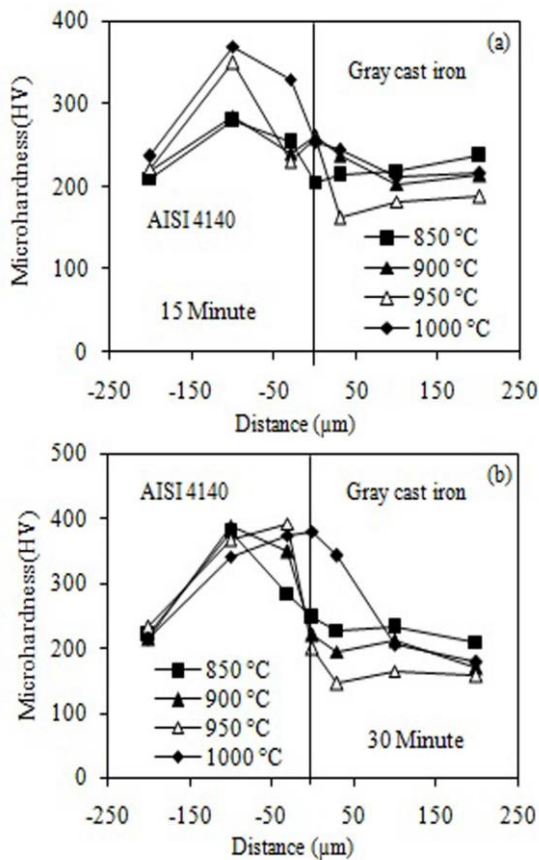 400
(a)
Gray cast iron
300
Microhardness(HV)
200
AISI 4140
850 °C
100
900 °C
15 Minute
950 °C
1000 °C
0
-250 -150 -50 50 150 250
Distance (µm)
500
(b)
AISI 4140
Gray cast iron
400
Microhardness(HV)
300
200
850 °C
900 °C
100
950 °C
30 Minute
1000 °C
0
-250 -150 -50 50 150 250
Distance (µm)